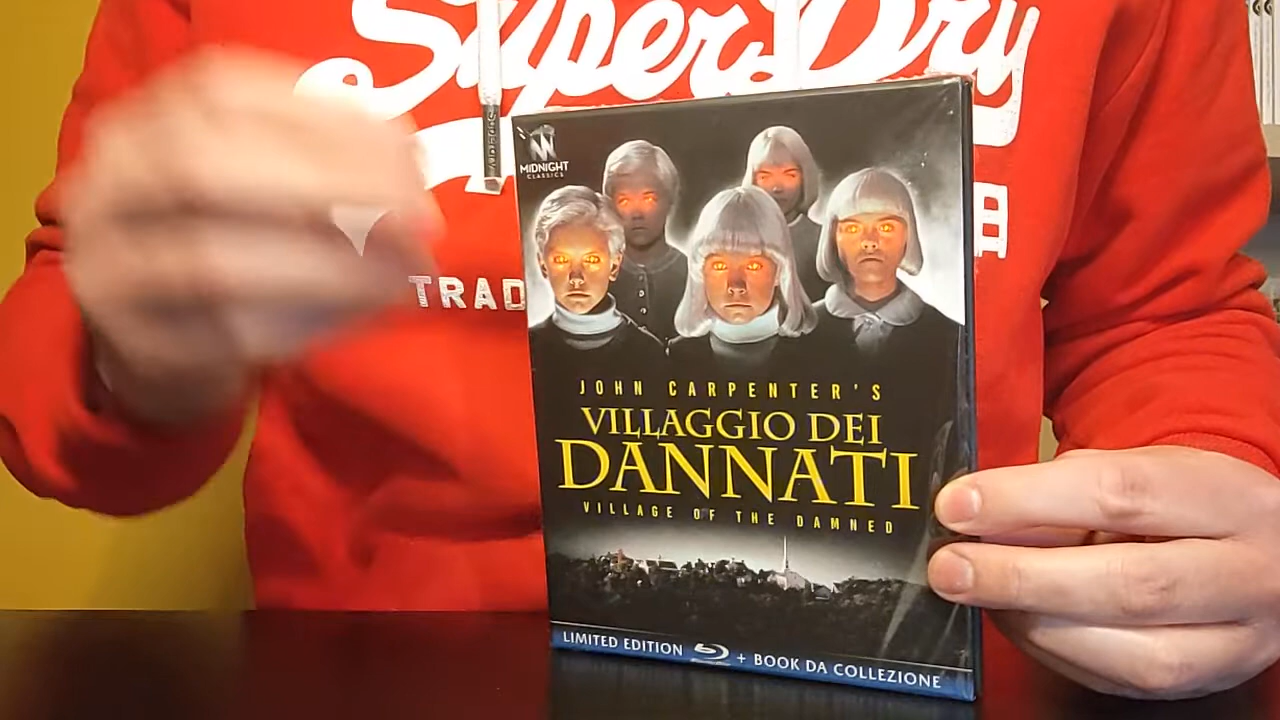 SuperDry
TRAD
MIDNIGHT
CLASSICS
JOHN CARPENTER'S
VILLAGGIO DEI
DANNATI
VILLAGE OF THE DAMNED
LIMITED EDITION + BOOK DA COLLEZIONE